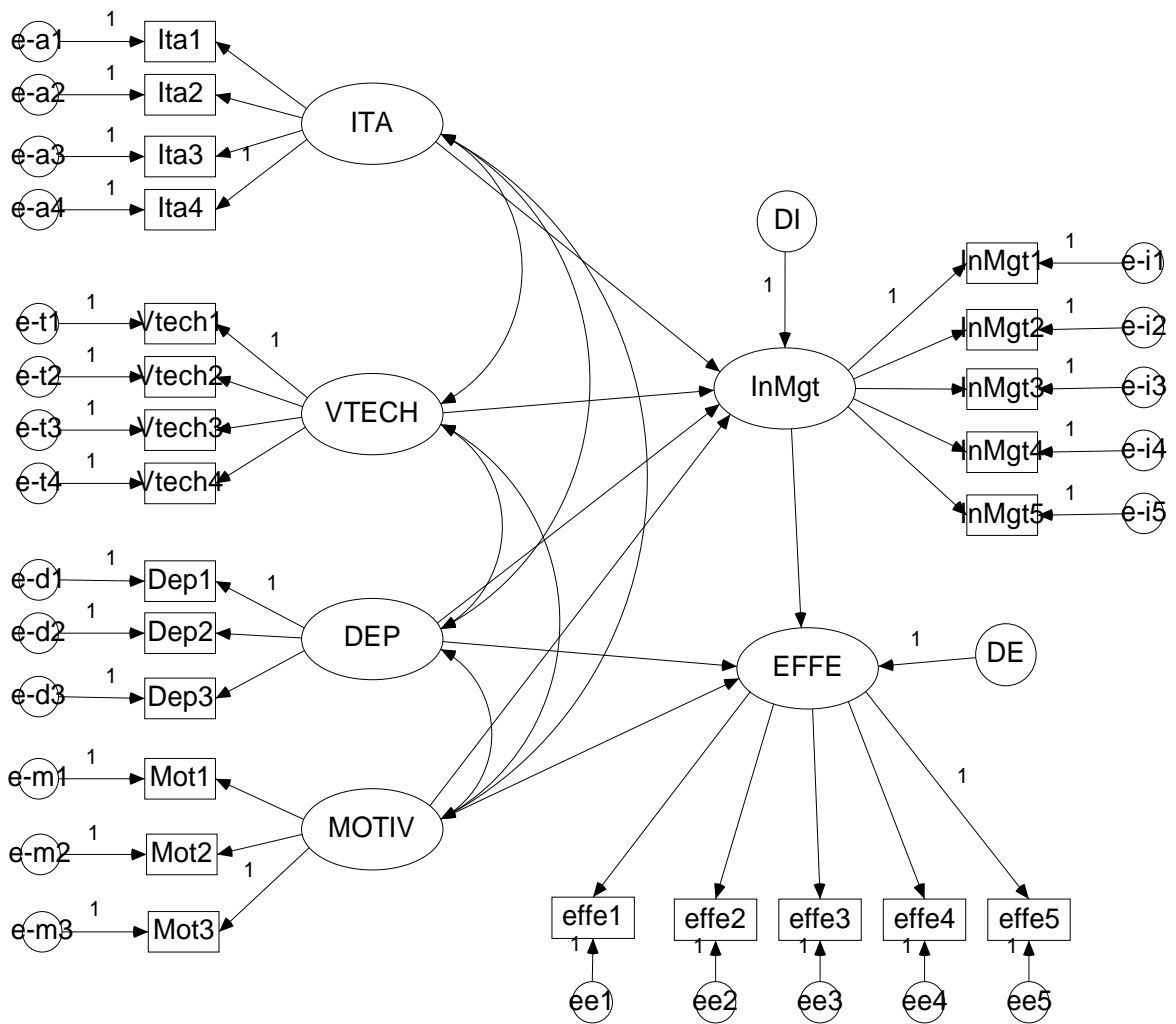 e-a1 1 Ita1
e-a2 1 Ita2
e-a3 1 Ita3
e-a4 1 Ita4
1
ITA
e-t1 1 Vtech1
e-t2 1 Vtech2
e-t3 1 Vtech3
e-t4 1 Vtech4
1
VTECH
e-d1 1 Dep1
e-d2 1 Dep2
e-d3 1 Dep3
1
DEP
e-m1 1 Mot1
e-m2 1 Mot2
e-m3 1 Mot3
1
MOTIV
DI
1
InMgt
1
InMgt1 1 e-i1
InMgt2 1 e-i2
InMgt3 1 e-i3
InMgt4 1 e-i4
InMgt5 1 e-i5
EFFE 1 DE
1
effe1 effe2 effe3 effe4 effe5
1 1 1 1 1
ee1 ee2 ee3 ee4 ee5